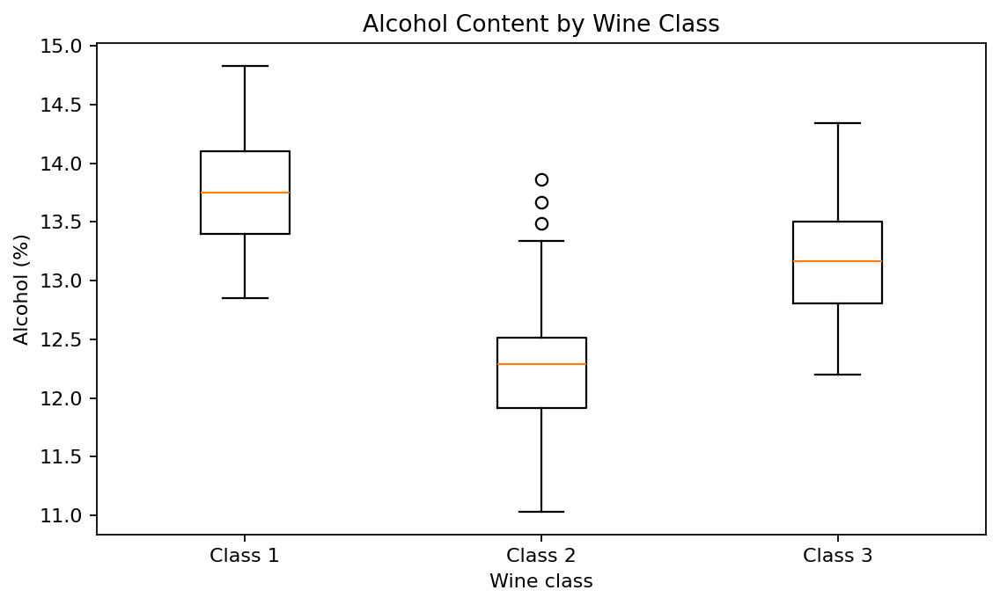 Alcohol Content by Wine Class
15.0
14.5
14.0
13.5
13.0
12.5
12.0
11.5
11.0
Alcohol (%)
Class 1
Class 2
Class 3
Wine class